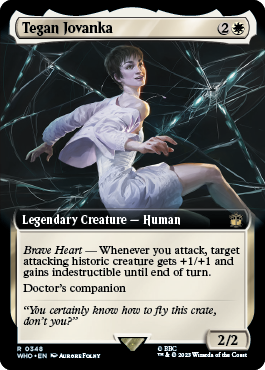 Tegan Jovanka 2
Legendary Creature — Human
Brave Heart — Whenever you attack, target
attacking historic creature gets +1/+1 and
gains indestructible until end of turn.
Doctor's companion
“You certainly know how to fly this crate,
don't you?”
2/2
R 0348
WHO • EN AURORE FOLNY
© BBC
™ & © 2023 Wizards of the Coast